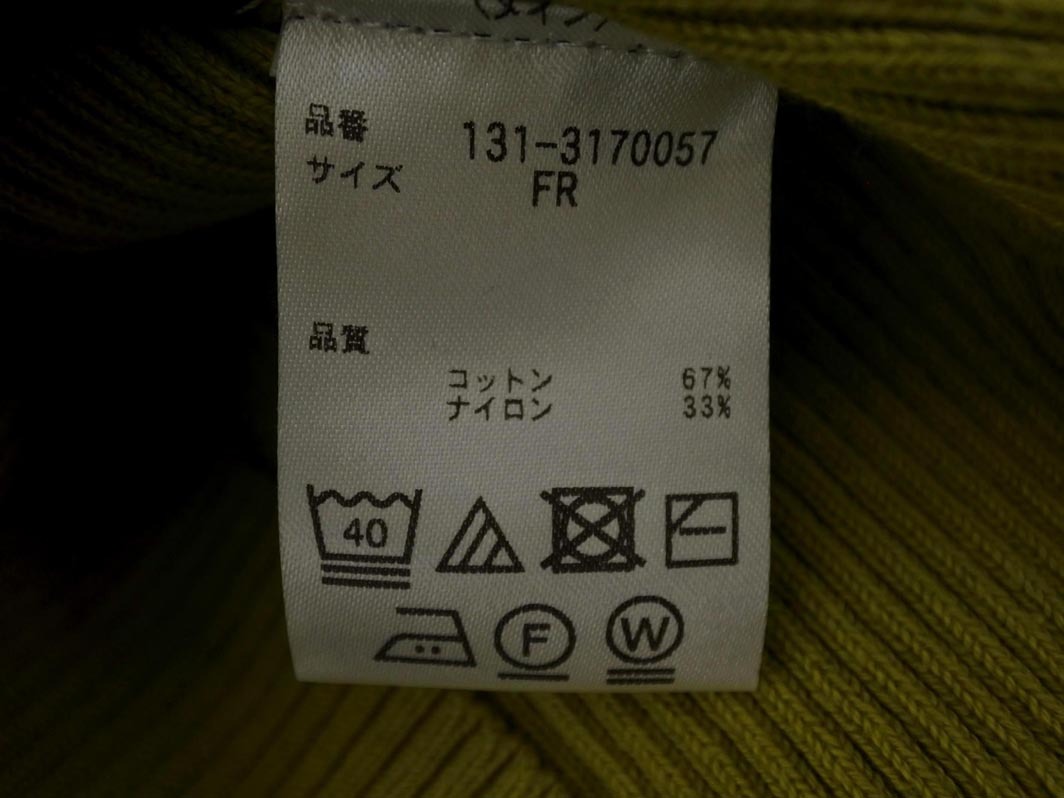 品番 131-3170057
サイズ FR
品質
コットン 67%
ナイロン 33%
40
F
W